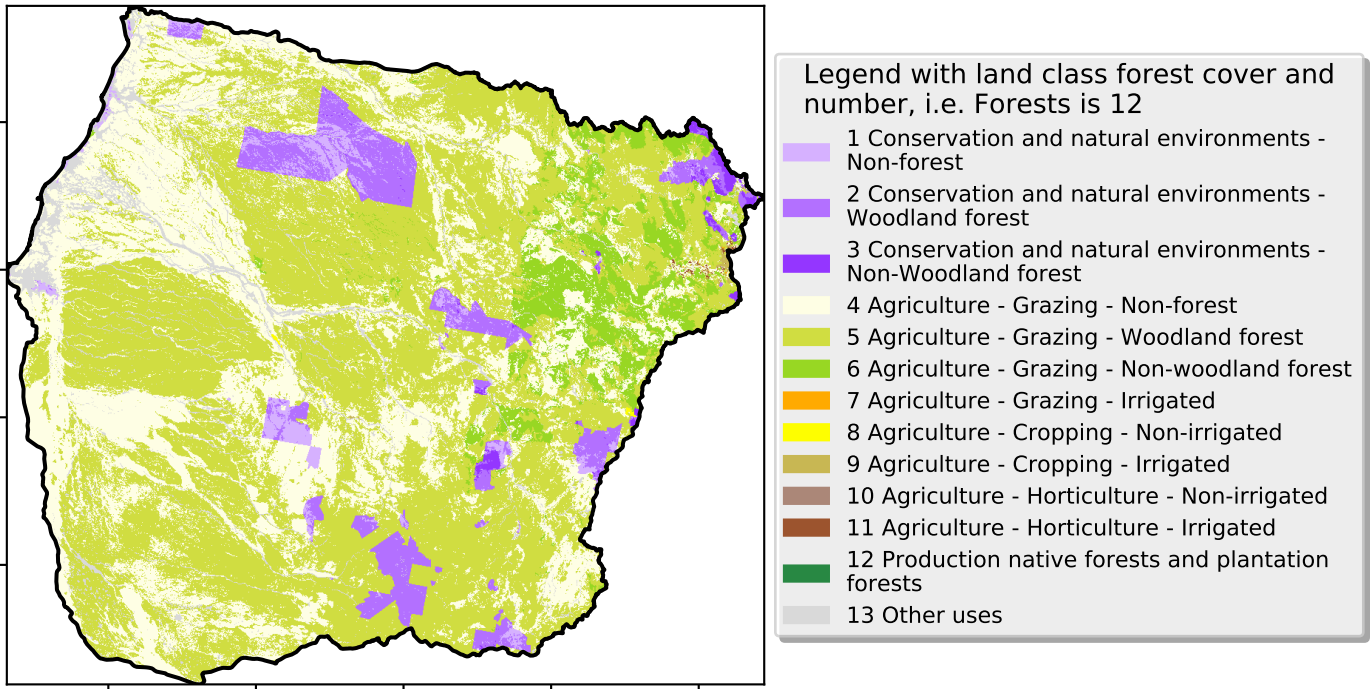 Legend with land class forest cover and
number, i.e. Forests is 12
1 Conservation and natural environments -
Non-forest
2 Conservation and natural environments -
Woodland forest
3 Conservation and natural environments -
Non-Woodland forest
4 Agriculture - Grazing - Non-forest
5 Agriculture - Grazing - Woodland forest
6 Agriculture - Grazing - Non-woodland forest
7 Agriculture - Grazing - Irrigated
8 Agriculture - Cropping - Non-irrigated
9 Agriculture - Cropping - Irrigated
10 Agriculture - Horticulture - Non-irrigated
11 Agriculture - Horticulture - Irrigated
12 Production native forests and plantation
forests
13 Other uses